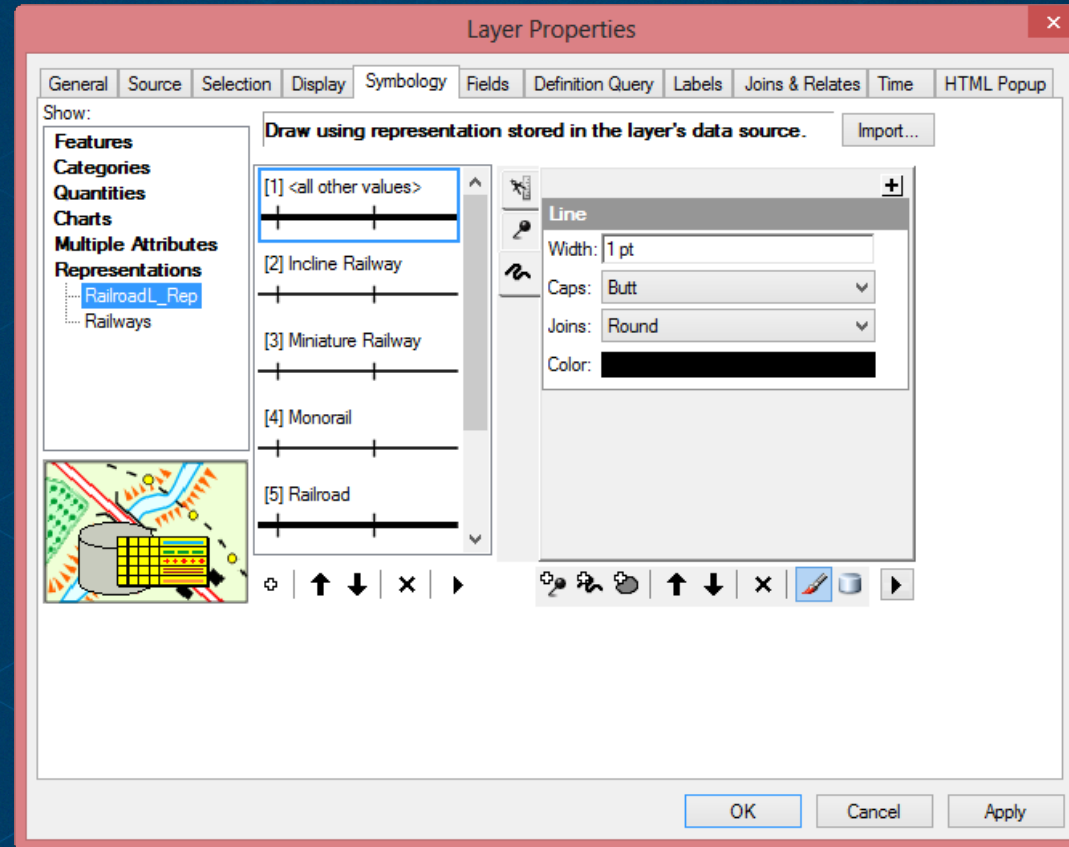 Layer Properties
General Source Selection Display Symbology Fields Definition Query Labels Joins & Relates Time HTML Popup
Show:
Features
Categories
Quantities
Charts
Multiple Attributes
Representations
RailroadL_Rep
Railways
Draw using representation stored in the layer's data source.
Import...
[1] <all other values>
[2] Incline Railway
[3] Miniature Railway
[4] Monorail
[5] Railroad
Line
Width: 1 pt
Caps: Butt
Joins: Round
Color:
OK Cancel Apply